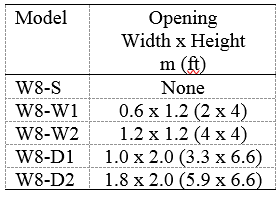 Model Opening
Width x Height
m (ft)
W8-S None
W8-W1 0.6 x 1.2 (2 x 4)
W8-W2 1.2 x 1.2 (4 x 4)
W8-D1 1.0 x 2.0 (3.3 x 6.6)
W8-D2 1.8 x 2.0 (5.9 x 6.6)